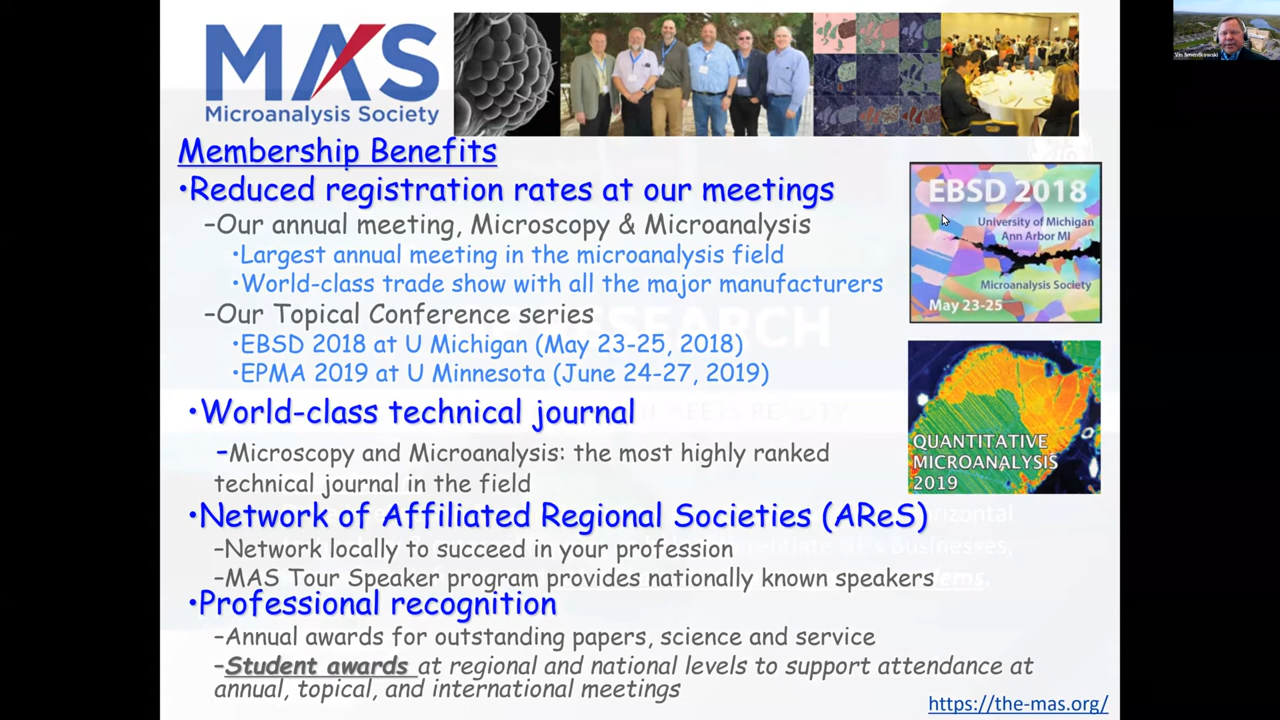 MAS
Microanalysis Society
Vin Smentkowski
Membership Benefits
•Reduced registration rates at our meetings
–Our annual meeting, Microscopy & Microanalysis
•Largest annual meeting in the microanalysis field
•World-class trade show with all the major manufacturers
–Our Topical Conference series
•EBSD 2018 at U Michigan (May 23-25, 2018)
•EPMA 2019 at U Minnesota (June 24-27, 2019)
•World-class technical journal
–Microscopy and Microanalysis: the most highly ranked
technical journal in the field
•Network of Affiliated Regional Societies (AReS)
–Network locally to succeed in your profession
–MAS Tour Speaker program provides nationally known speakers
•Professional recognition
–Annual awards for outstanding papers, science and service
–Student awards at regional and national levels to support attendance at
annual, topical, and international meetings
EBSD 2018
University of Michigan
Ann Arbor MI
Microanalysis Society
May 23-25
QUANTITATIVE
MICROANALYSIS
2019
https://the-mas.org/